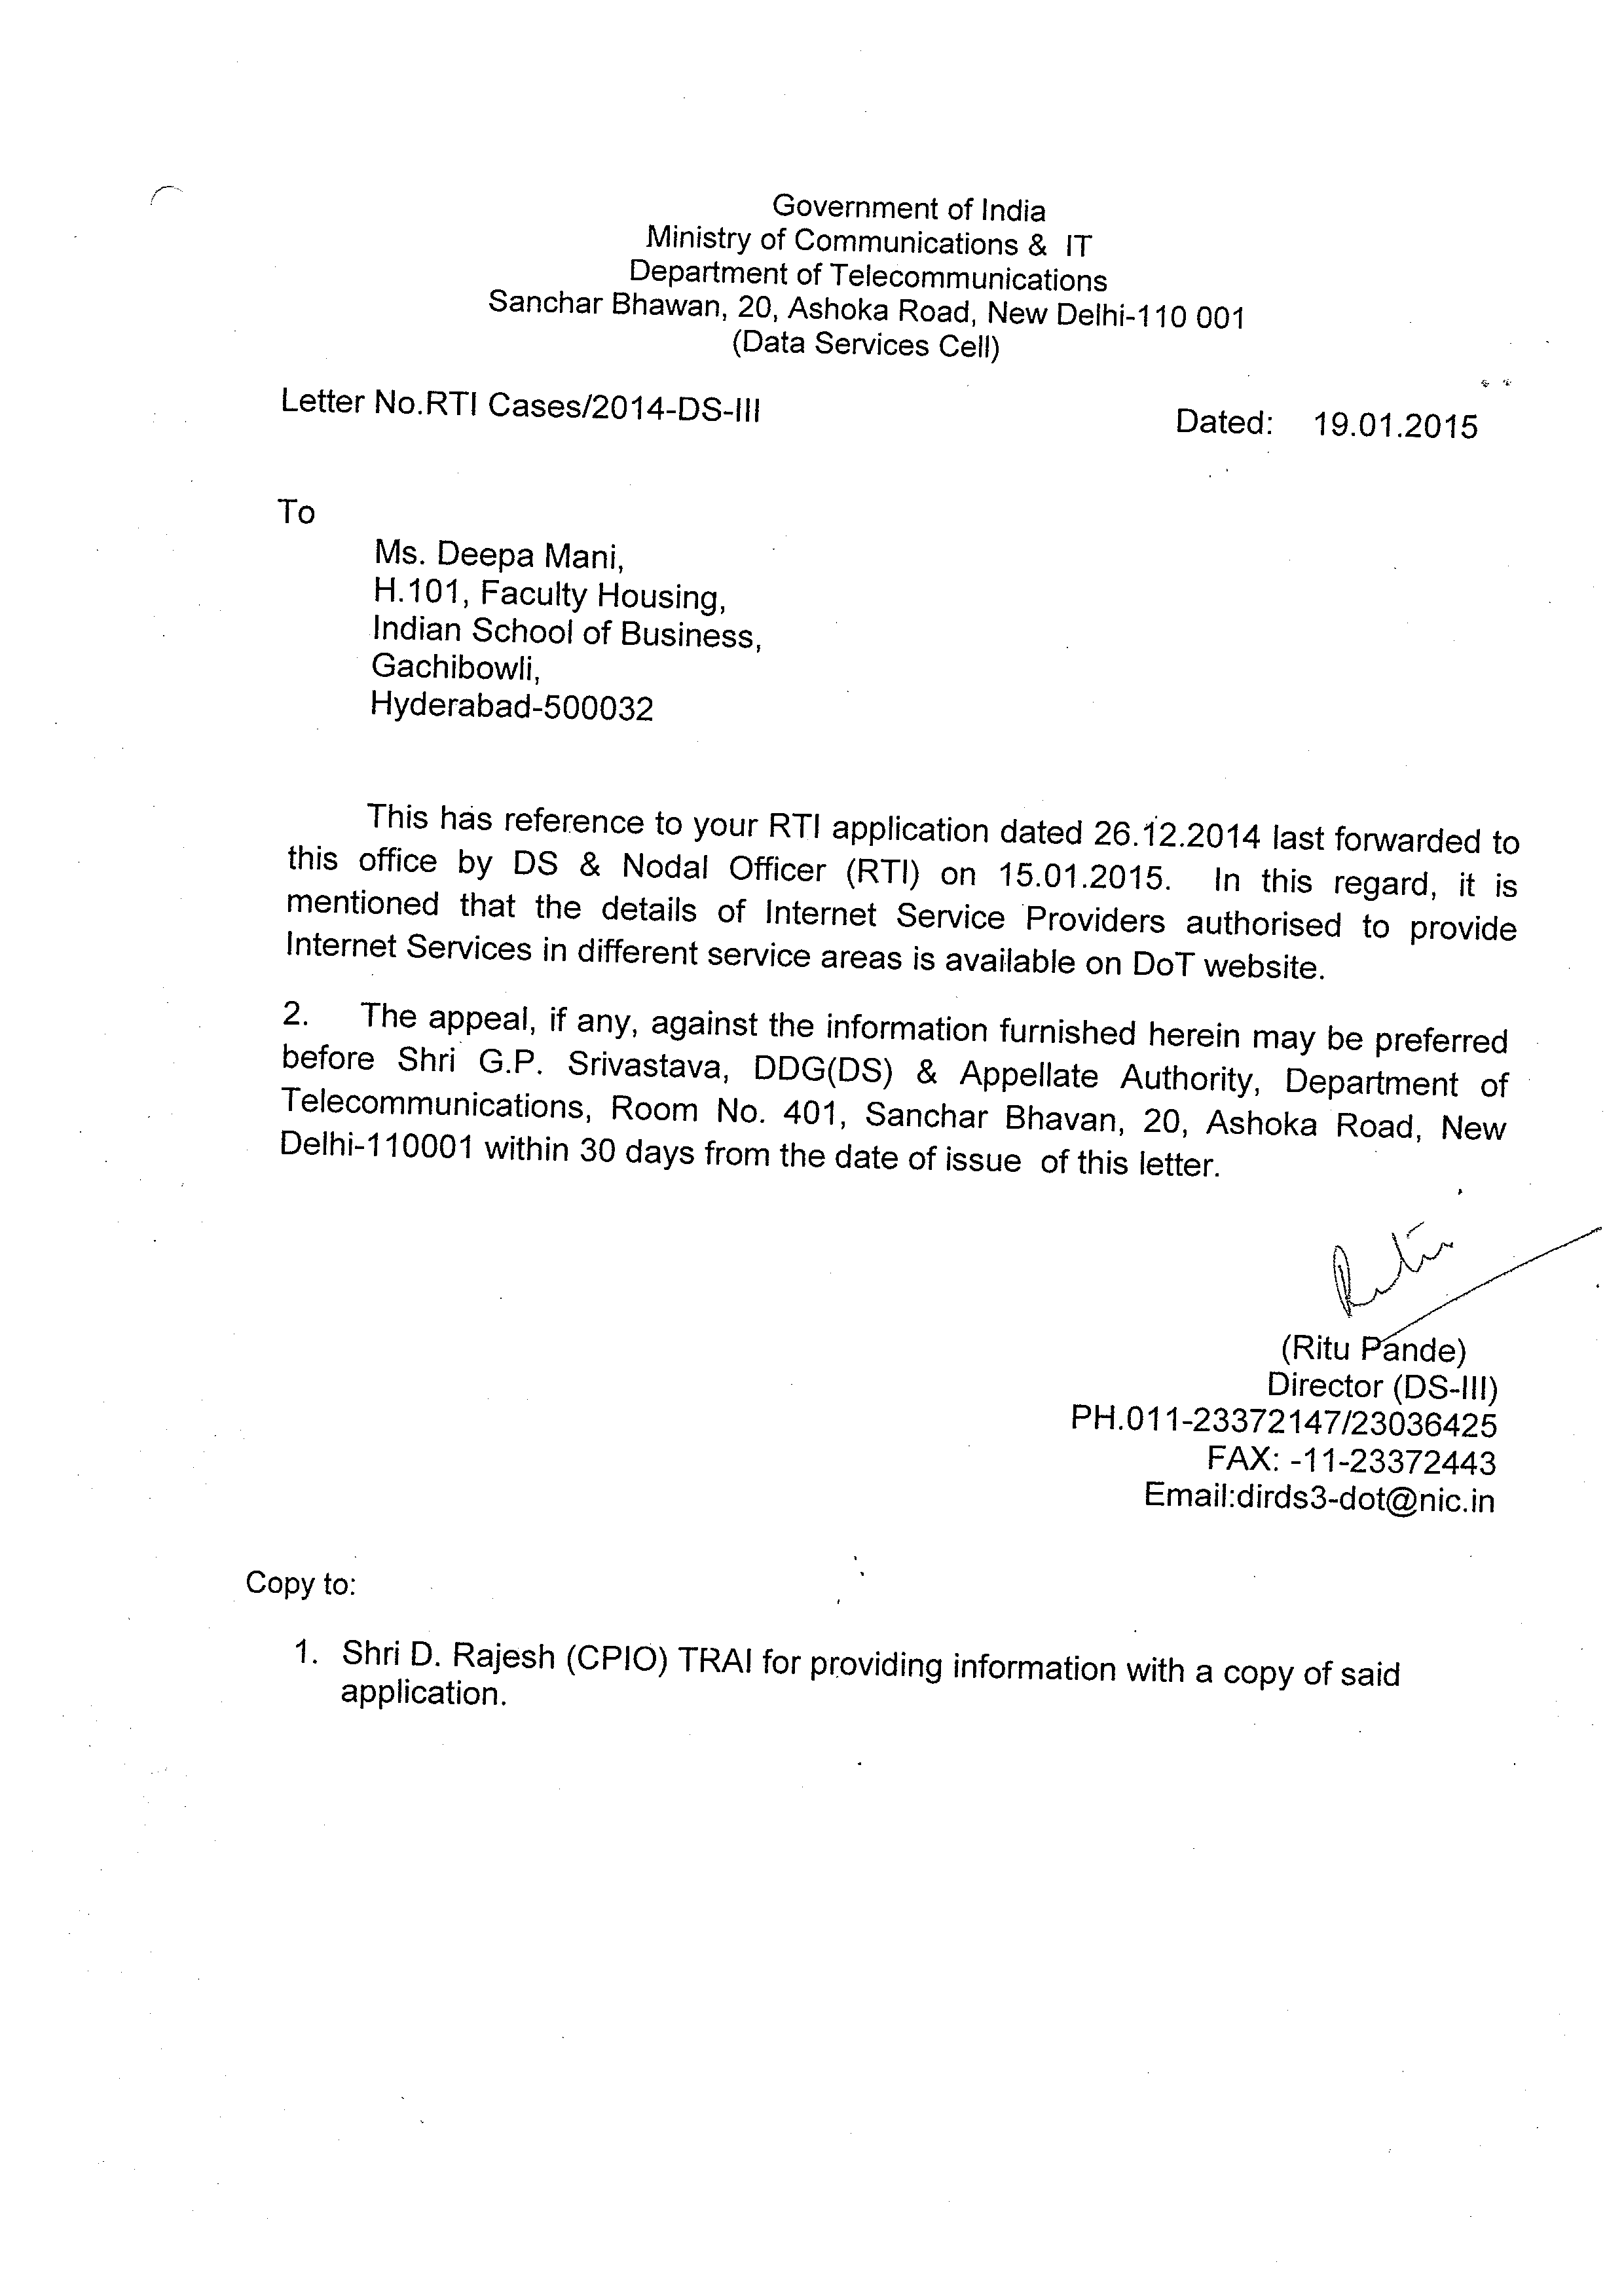 Government of India
Ministry of Communications & IT
Department of Telecommunications
Sanchar Bhawan, 20, Ashoka Road, New Delhi-110 001
(Data Services Cell)
Letter No.RTI Cases/2014-DS-III
Dated: 19.01.2015
To
Ms. Deepa Mani,
H.101, Faculty Housing,
Indian School of Business,
Gachibowli,
Hyderabad-500032
This has reference to your RTI application dated 26.12.2014 last forwarded to
this office by DS & Nodal Officer (RTI) on 15.01.2015. In this regard, it is
mentioned that the details of Internet Service Providers authorised to provide
Internet Services in different service areas is available on DoT website.
2. The appeal, if any, against the information furnished herein may be preferred
before Shri G.P. Srivastava, DDG(DS) & Appellate Authority, Department of
Telecommunications, Room No. 401, Sanchar Bhavan, 20, Ashoka Road, New
Delhi-110001 within 30 days from the date of issue of this letter.
Ritu
(Ritu Pande)
Director (DS-III)
PH.011-23372147/23036425
FAX: -11-23372443
Email:dirds3-dot@nic.in
Copy to:
1. Shri D. Rajesh (CPIO) TRAI for providing information with a copy of said
application.